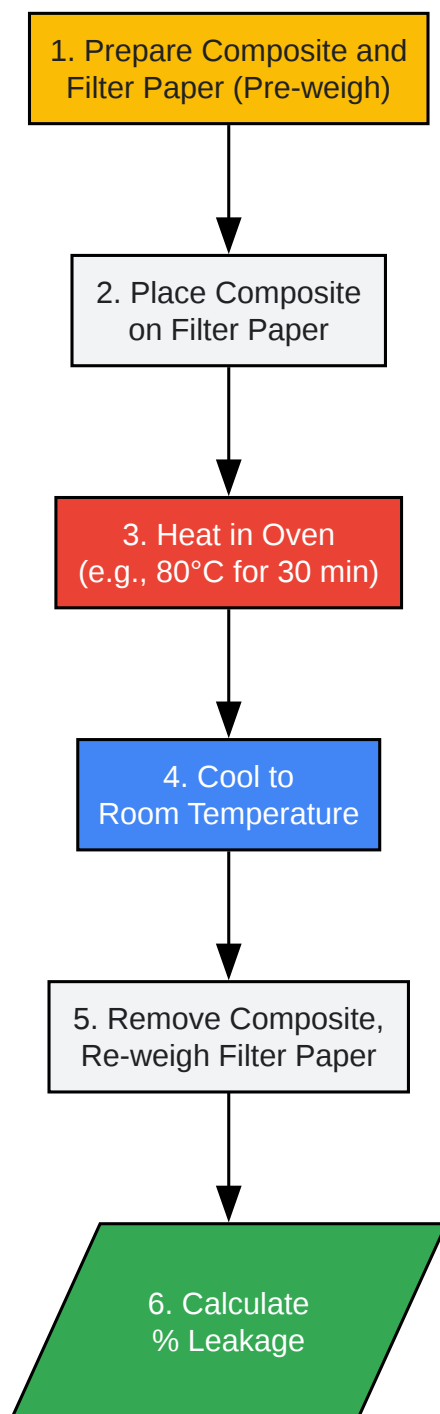 1. Prepare Composite and
Filter Paper (Pre-weigh)
2. Place Composite
on Filter Paper
3. Heat in Oven
(e.g., 80°C for 30 min)
4. Cool to
Room Temperature
5. Remove Composite,
Re-weigh Filter Paper
6. Calculate
% Leakage